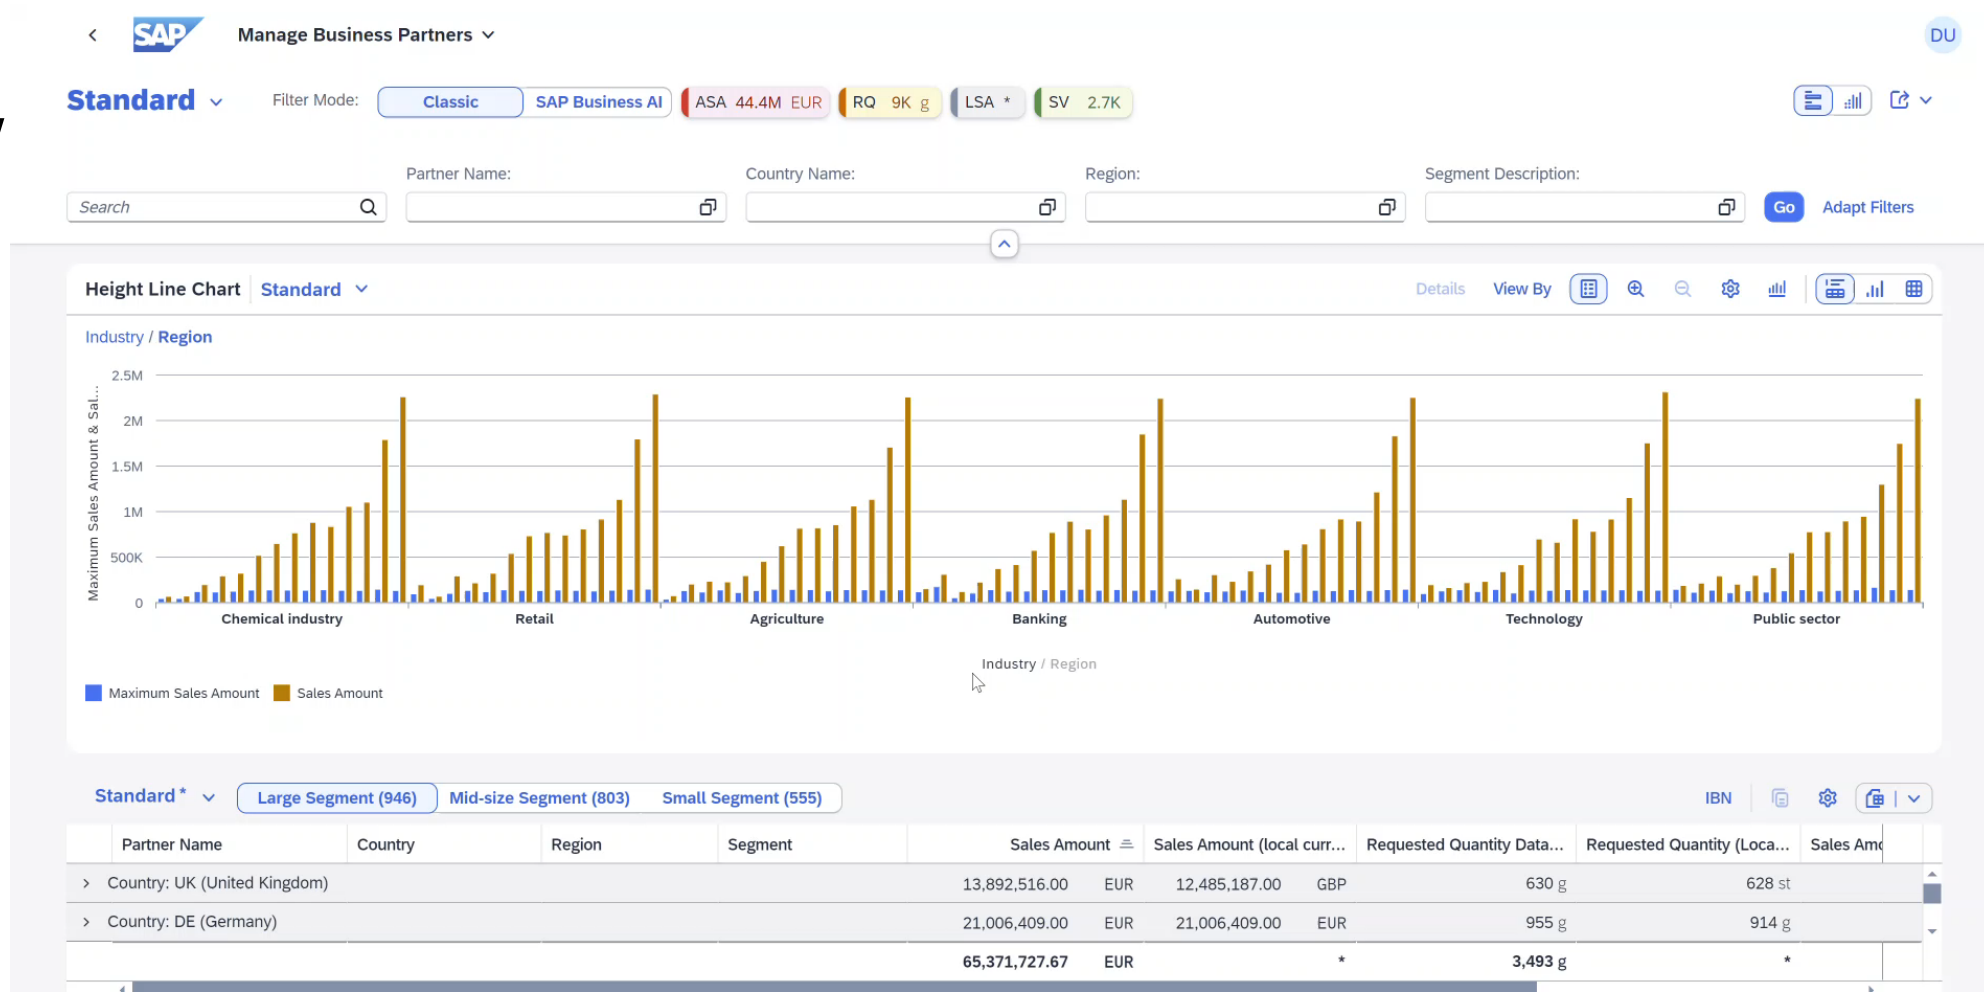 SAP Manage Business Partners DU
Standard Filter Mode: Classic SAP Business AI ASA 44.4M EUR RQ 9K g LSA * SV 2.7K
Partner Name: Country Name: Region: Segment Description:
Search Go Adapt Filters
Height Line Chart Standard Details View By
Industry / Region
Maximum Sales Amount & Sal...
2.5M
2M
1.5M
1M
500K
0
Chemical industry Retail Agriculture Banking Automotive Technology Public sector
Industry / Region
Maximum Sales Amount Sales Amount
Standard * Large Segment (946) Mid-size Segment (803) Small Segment (555) IBN
Partner Name Country Region Segment Sales Amount Sales Amount (local curr... Requested Quantity Data... Requested Quantity (Loca... Sales Am
Country: UK (United Kingdom) 13,892,516.00 EUR 12,485,187.00 GBP 630 g 628 st
Country: DE (Germany) 21,006,409.00 EUR 21,006,409.00 EUR 955 g 914 g
65,371,727.67 EUR * 3,493 g *